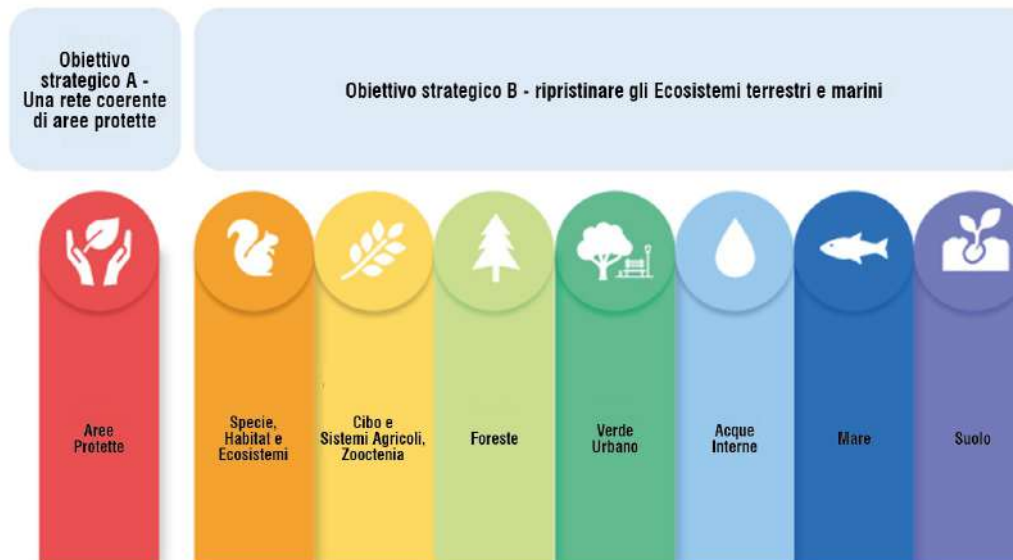 Obiettivo
strategico A -
Una rete coerente
di aree protette
Obiettivo strategico B - ripristinare gli Ecosistemi terrestri e marini
Aree
Protette
Specie,
Habitat e
Ecosistemi
Cibo e
Sistemi Agricoli,
Zooctenia
Foreste
Verde
Urbano
Acque
Interne
Mare
Suolo